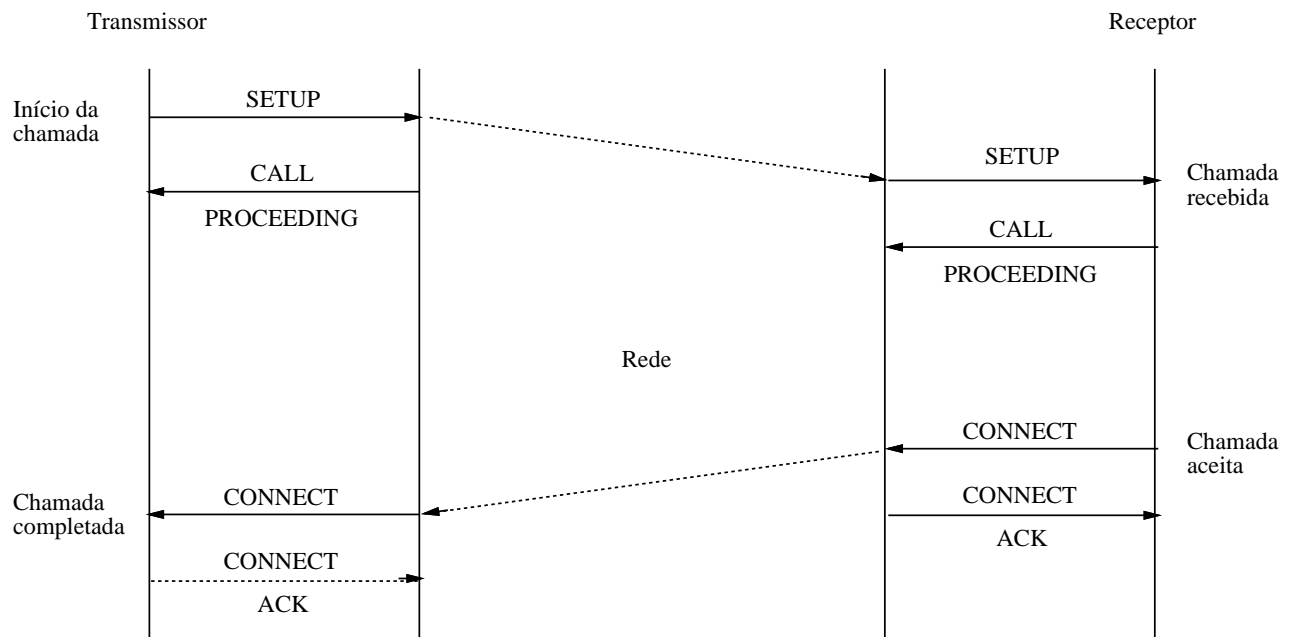 Transmissor
Receptor
Início da
chamada
SETUP
SETUP
Chamada
recebida
CALL
PROCEEDING
CALL
PROCEEDING
Rede
CONNECT
Chamada
aceita
Chamada
completada
CONNECT
CONNECT
ACK
CONNECT
ACK